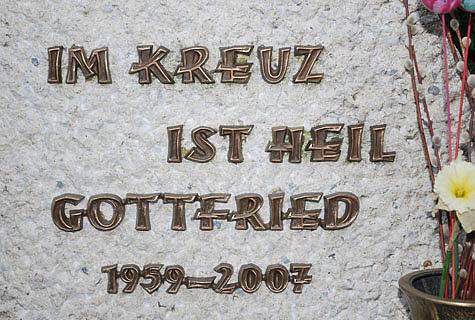 IM KREUZ
IST HEIL
GOTTFRIED
1959–2007